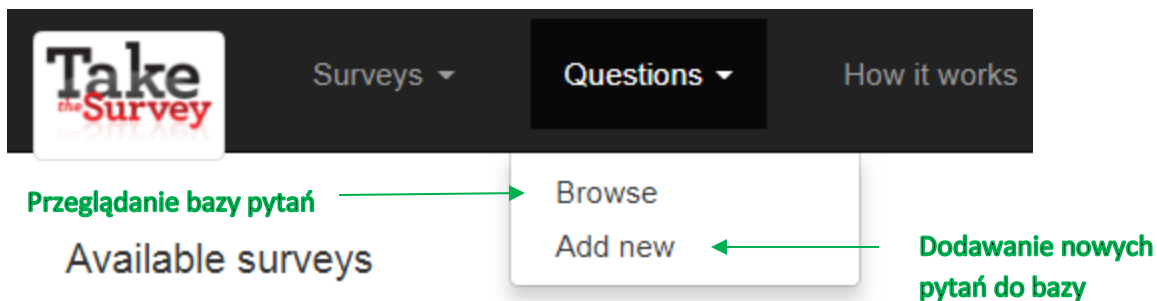 Take
the Survey
Surveys
Questions
How it works
Przeglądanie bazy pytań
Browse
Add new
Available surveys
Dodawanie nowych
pytań do bazy